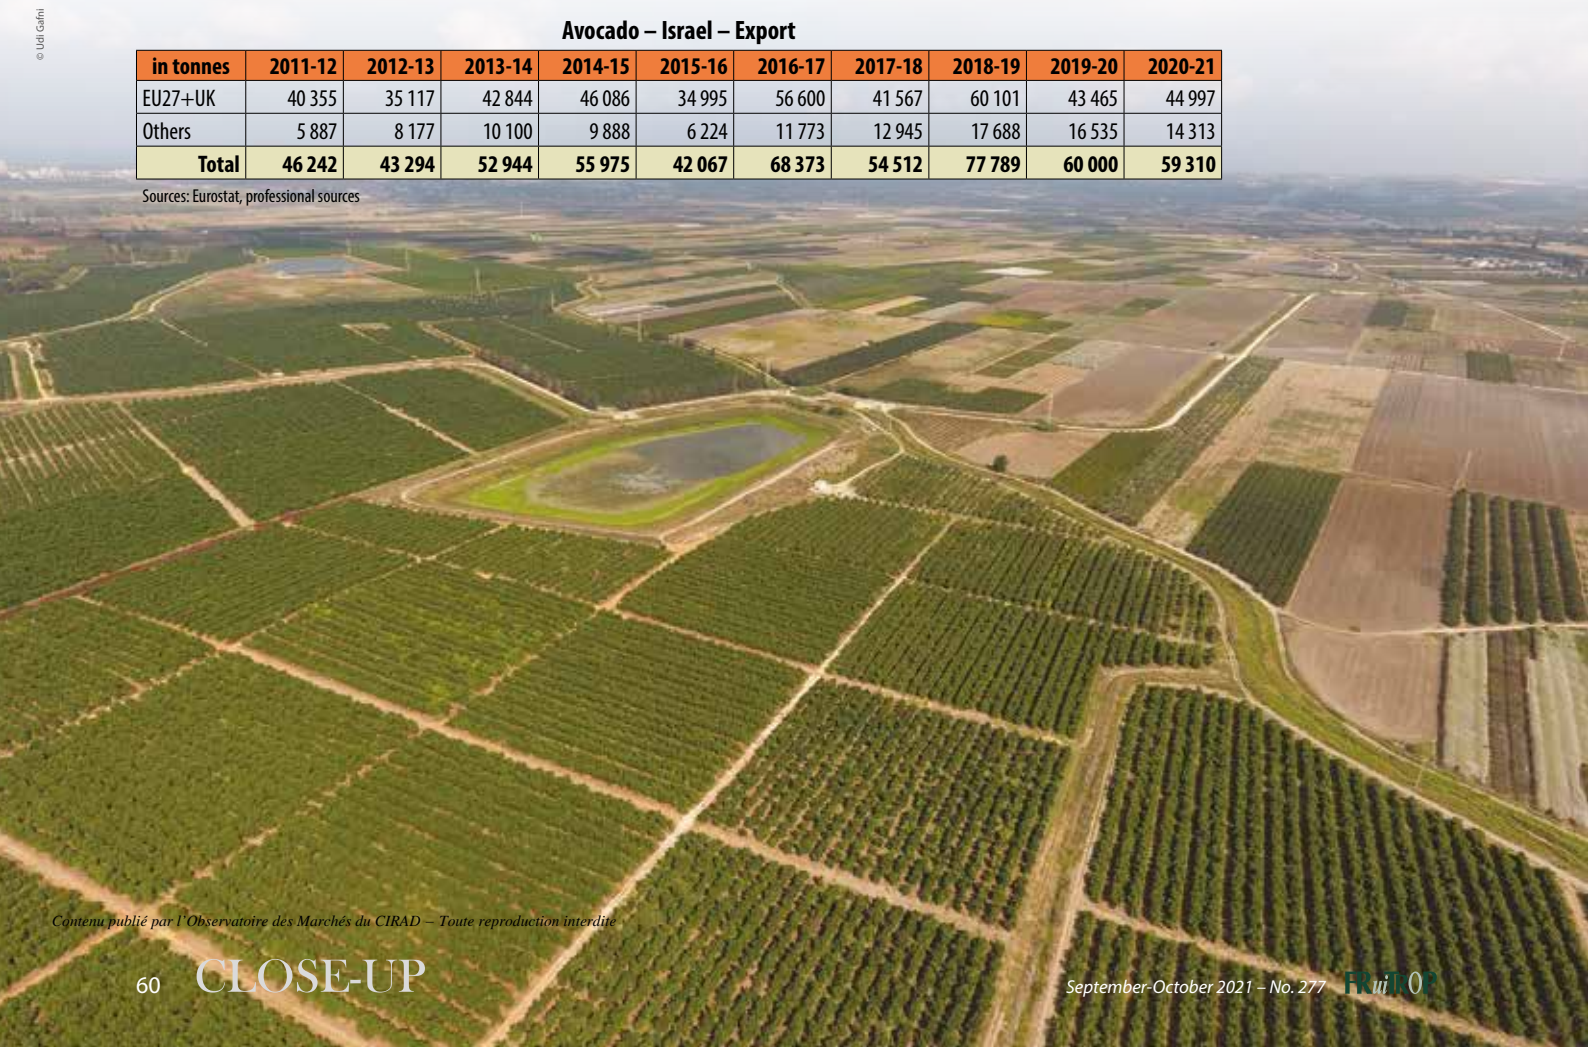 © Udi Gafni
Avocado – Israel – Export
in tonnes 2011-12 2012-13 2013-14 2014-15 2015-16 2016-17 2017-18 2018-19 2019-20 2020-21
EU27+UK 40 355 35 117 42 844 46 086 34 995 56 600 41 567 60 101 43 465 44 997
Others 5 887 8 177 10 100 9 888 6 224 11 773 12 945 17 688 16 535 14 313
Total 46 242 43 294 52 944 55 975 42 067 68 373 54 512 77 789 60 000 59 310
Sources: Eurostat, professional sources
Contenu publié par l'Observatoire des Marchés du CIRAD – Toute reproduction interdite
60 CLOSE-UP September-October 2021 – No. 277 FRuiTROP